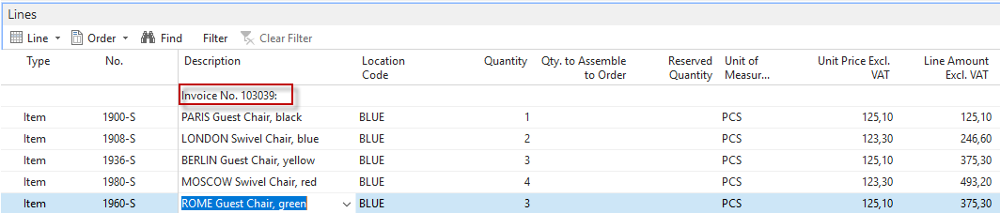 Lines
Line Order Find Filter Clear Filter
Type No. Description Location Code Quantity Qty. to Assemble to Order Reserved Quantity Unit of Measur... Unit Price Excl. VAT Line Amount Excl. VAT
Invoice No. 103039:
Item 1900-S PARIS Guest Chair, black BLUE 1 PCS 125,10 125,10
Item 1908-S LONDON Swivel Chair, blue BLUE 2 PCS 123,30 246,60
Item 1936-S BERLIN Guest Chair, yellow BLUE 3 PCS 125,10 375,30
Item 1980-S MOSCOW Swivel Chair, red BLUE 4 PCS 123,30 493,20
Item 1960-S ROME Guest Chair, green BLUE 3 PCS 125,10 375,30